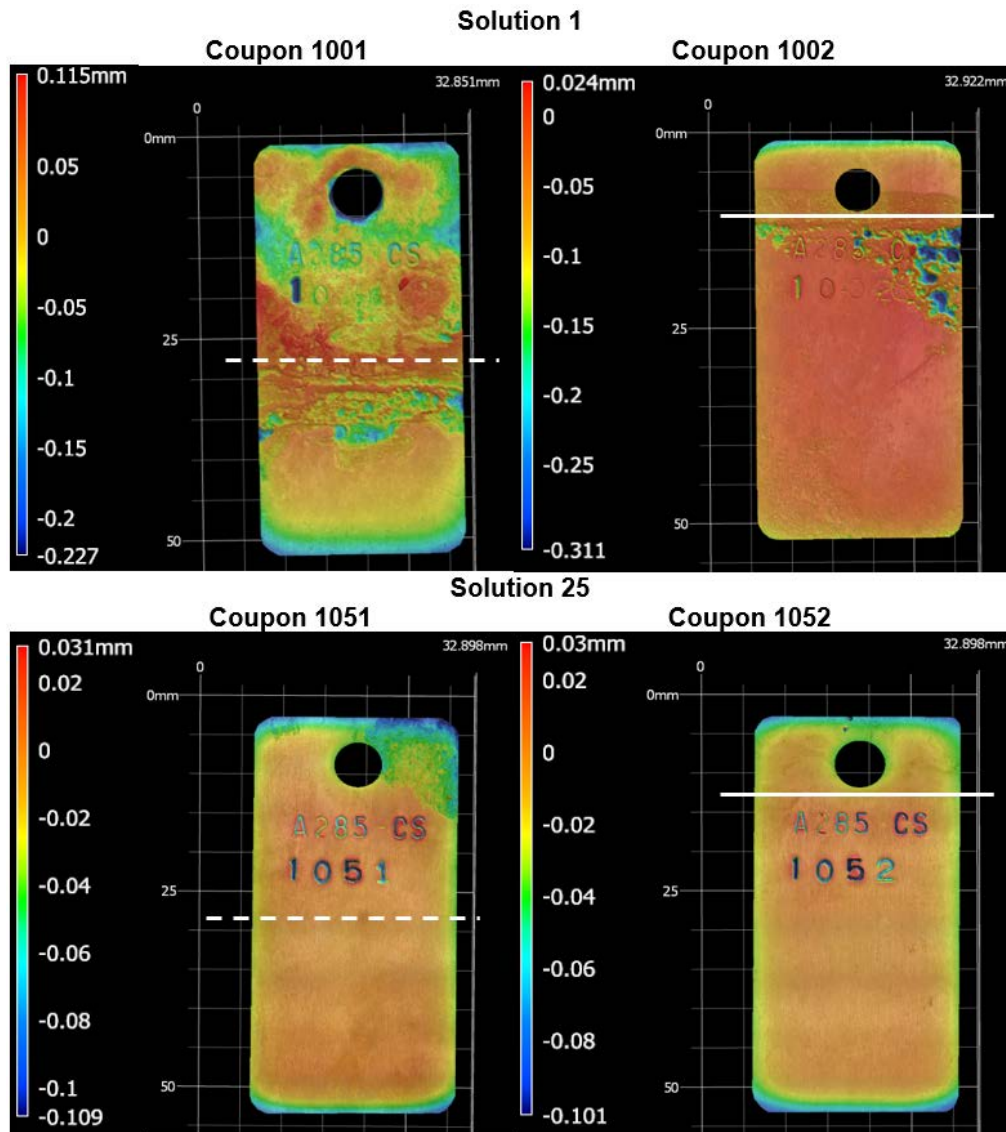 Solution 1
Coupon 1001
Coupon 1002
0.115mm
0.05
0
-0.05
-0.1
-0.15
-0.2
-0.227
32.851mm
0
0mm
25
50
A285 CS
1
0.024mm
0
-0.05
-0.1
-0.15
-0.2
-0.25
-0.311
32.922mm
0
0mm
25
50
A 285 C
100
Solution 25
Coupon 1051
Coupon 1052
0.031mm
0.02
0
-0.02
-0.04
-0.06
-0.08
-0.1
-0.109
32.898mm
0
0mm
25
50
A285 CS
1051
0.03mm
0.02
0
-0.02
-0.04
-0.06
-0.08
-0.101
32.898mm
0
0mm
25
50
A285 CS
1052